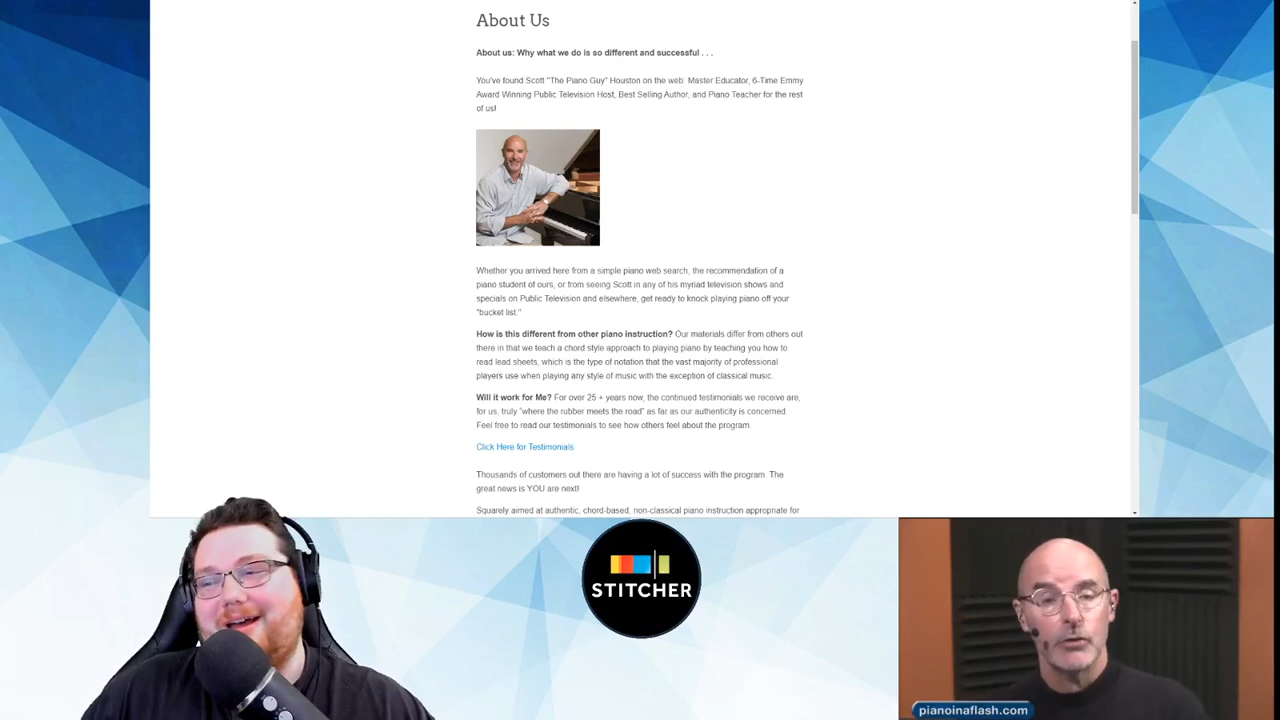 About Us
About us: Why what we do is so different and successful . . .
You've found Scott "The Piano Guy" Houston on the web: Master Educator, 6-Time Emmy
Award Winning Public Television Host, Best Selling Author, and Piano Teacher for the rest
of us!
Whether you arrived here from a simple piano web search, the recommendation of a
piano student of ours, or from seeing Scott in any of his myriad television shows and
specials on Public Television and elsewhere, get ready to knock playing piano off your
"bucket list."
How is this different from other piano instruction? Our materials differ from others out
there in that we teach a chord style approach to playing piano by teaching you how to
read lead sheets, which is the type of notation that the vast majority of professional
players use when playing any style of music with the exception of classical music.
Will it work for Me? For over 25 + years now, the continued testimonials we receive are,
for us, truly "where the rubber meets the road" as far as our authenticity is concerned.
Feel free to read our testimonials to see how others feel about the program.
Click Here for Testimonials
Thousands of customers out there are having a lot of success with the program. The
great news is YOU are next!
Squarely aimed at authentic, chord-based, non-classical piano instruction appropriate for
STITCHER
pianoinaflash.com